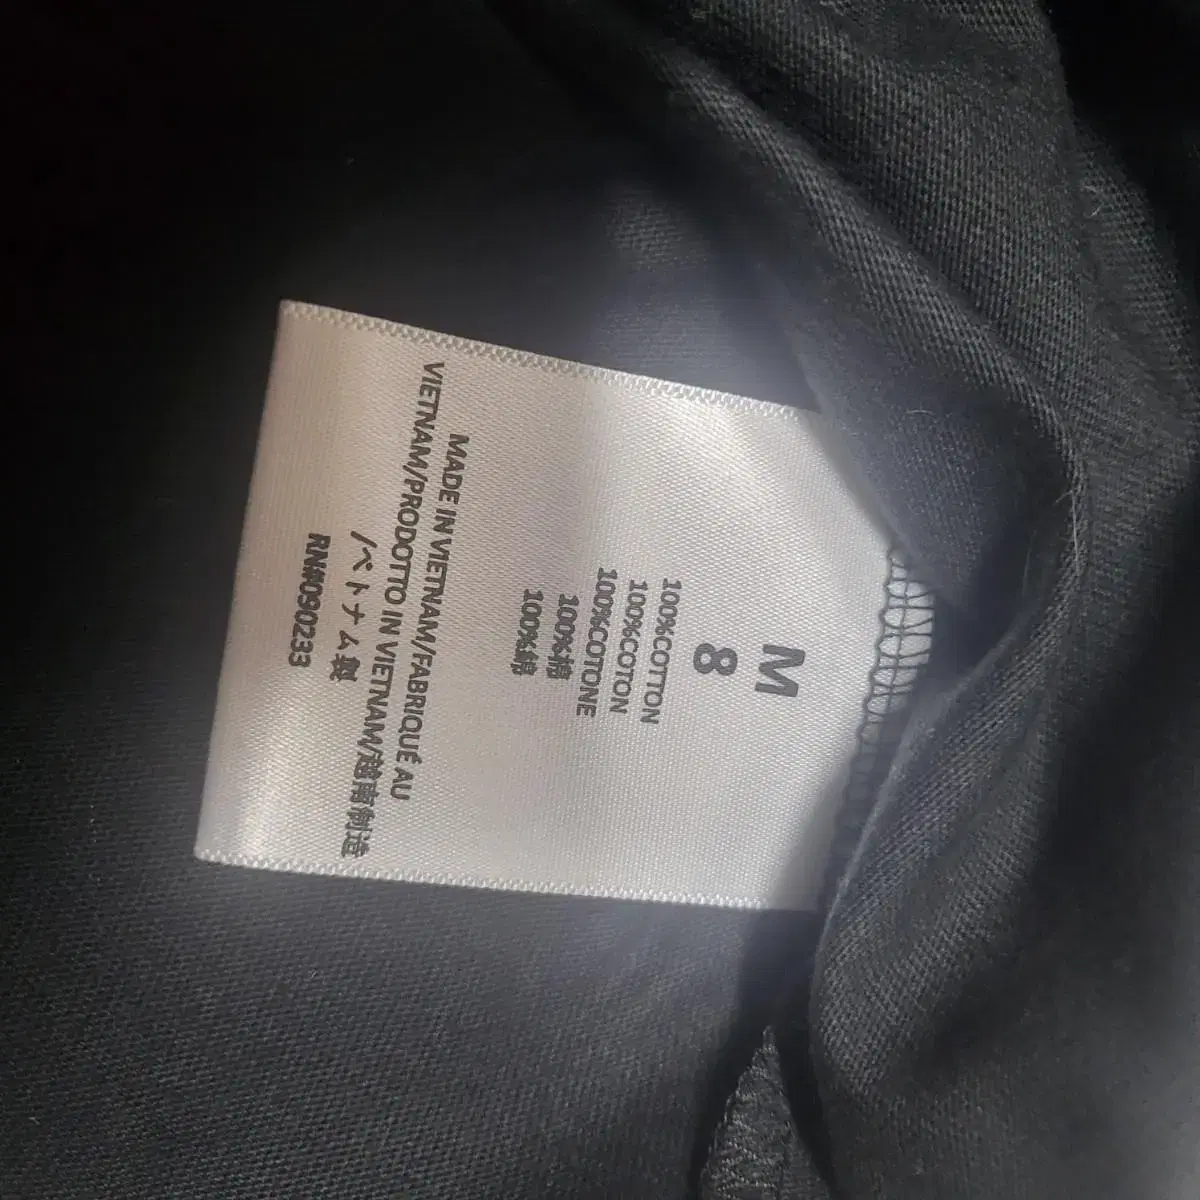 M
8
100%COTTON
100%COTON
100%COTONE
100%棉
100%綿
MADE IN VIETNAM/FABRIQUÉ AU
VIETNAM/PRODOTTO IN VIETNAM/越南制造
/ベトナム製
RN#090233